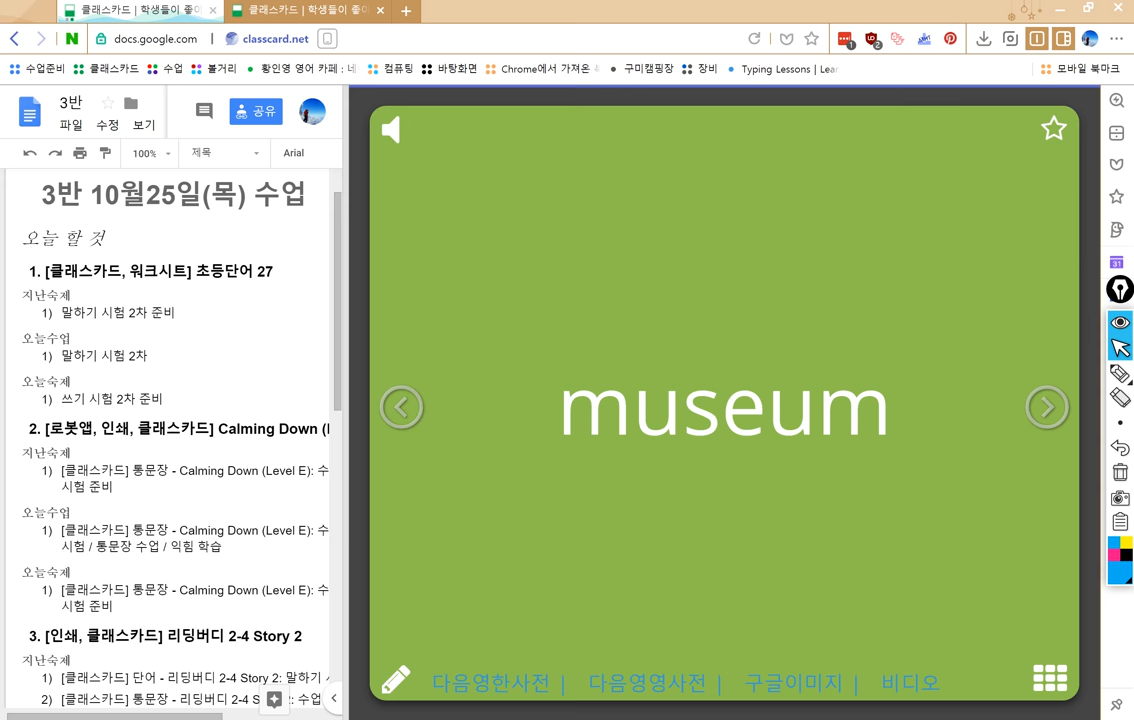 클래스카드 | 학생들이 좋아
클래스카드 | 학생들이 좋아
docs.google.com | classcard.net
수업준비 클래스카드 수업 볼거리 황인영 영어 카페 : 네 컴퓨팅 바탕화면 Chrome에서 가져온 구미캠핑장 장비 Typing Lessons | Lear 모바일 북마크
3반
파일 수정 보기
공유
100% 제목 Arial
3반 10월25일(목) 수업
오늘 할 것
1. [클래스카드, 워크시트] 초등단어 27
지난숙제
1) 말하기 시험 2차 준비
오늘수업
1) 말하기 시험 2차
오늘숙제
1) 쓰기 시험 2차 준비
2. [로봇앱, 인쇄, 클래스카드] Calming Down (
지난숙제
1) [클래스카드] 통문장 - Calming Down (Level E): 수
시험 준비
오늘수업
1) [클래스카드] 통문장 - Calming Down (Level E): 수
시험 / 통문장 수업 / 익힘 학습
오늘숙제
1) [클래스카드] 통문장 - Calming Down (Level E): 수
시험 준비
3. [인쇄, 클래스카드] 리딩버디 2-4 Story 2
지난숙제
1) [클래스카드] 단어 - 리딩버디 2-4 Story 2: 말하기
2) [클래스카드] 통문장 - 리딩버디 2-4 S 2: 수업
museum
다음영한사전 | 다음영영사전 | 구글이미지 | 비디오
31
1
2